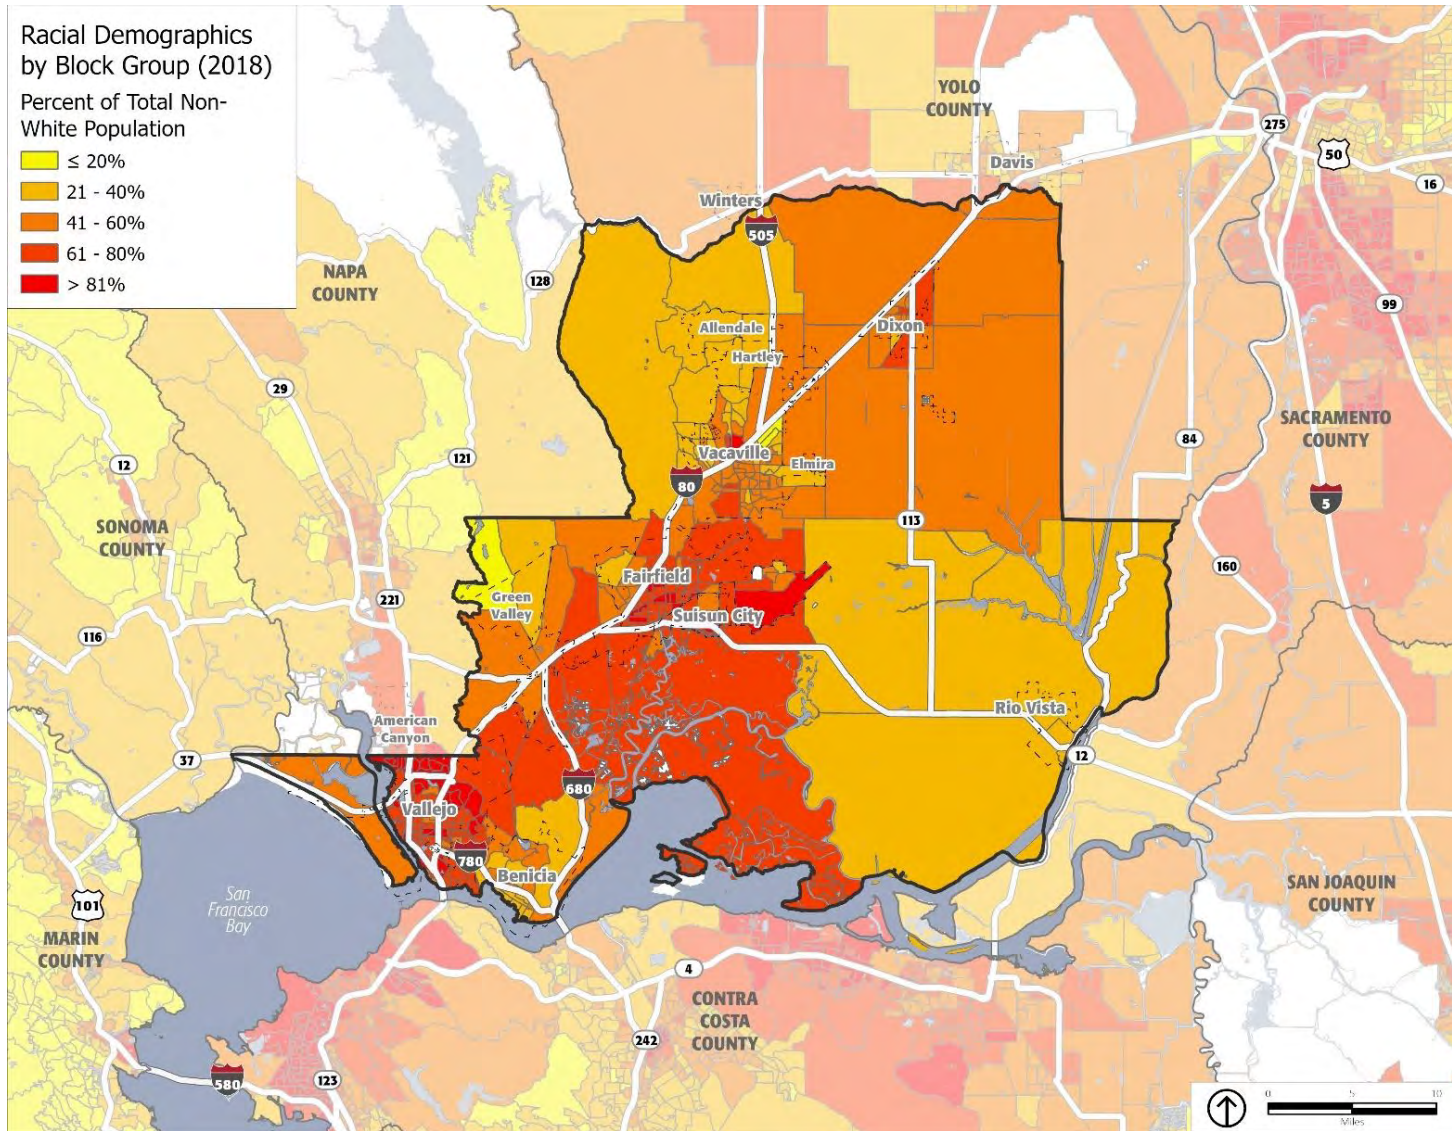 Racial Demographics
by Block Group (2018)
Percent of Total Non-
White Population
≤ 20%
21 - 40%
41 - 60%
61 - 80%
> 81%
YOLO
COUNTY
275
50
Davis
16
Winters
505
NAPA
COUNTY
128
99
29
Allendale
Dixon
Hartley
SACRAMENTO
COUNTY
84
12
121
Vacaville
Elmira
80
5
SONOMA
COUNTY
113
160
Fairfield
221
Green
Valley
Suisun City
116
Rio Vista
American
Canyon
37
12
680
Vallejo
780
Benicia
San
Francisco
Bay
101
SAN JOAQUIN
COUNTY
MARIN
COUNTY
4
CONTRA
COSTA
COUNTY
242
580
123
0 5 10
Miles